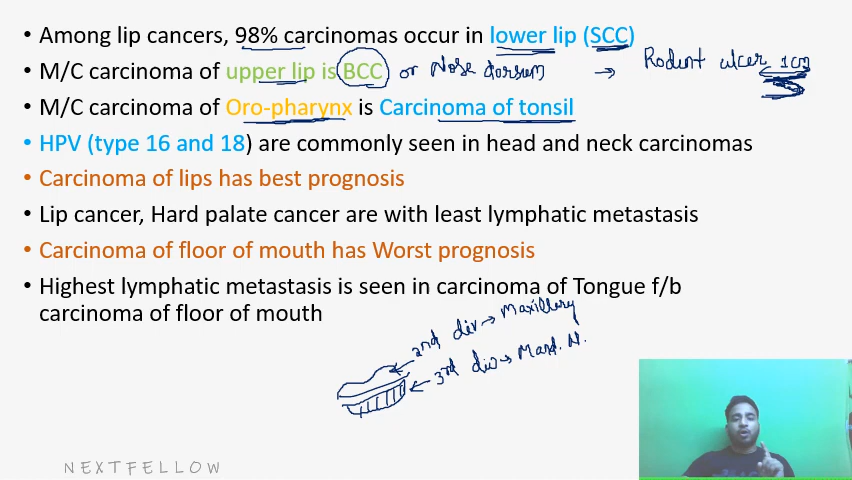 • Among lip cancers, 98% carcinomas occur in lower lip (SCC)
• M/C carcinoma of upper lip is BCC or Nose dorsum → Rodent ulcer
• M/C carcinoma of Oro-pharynx is Carcinoma of tonsil
• HPV (type 16 and 18) are commonly seen in head and neck carcinomas
• Carcinoma of lips has best prognosis
• Lip cancer, Hard palate cancer are with least lymphatic metastasis
• Carcinoma of floor of mouth has Worst prognosis
• Highest lymphatic metastasis is seen in carcinoma of Tongue f/b
carcinoma of floor of mouth
2nd div → Maxillary
3rd div → Mand. N.
NEXTFELLOW